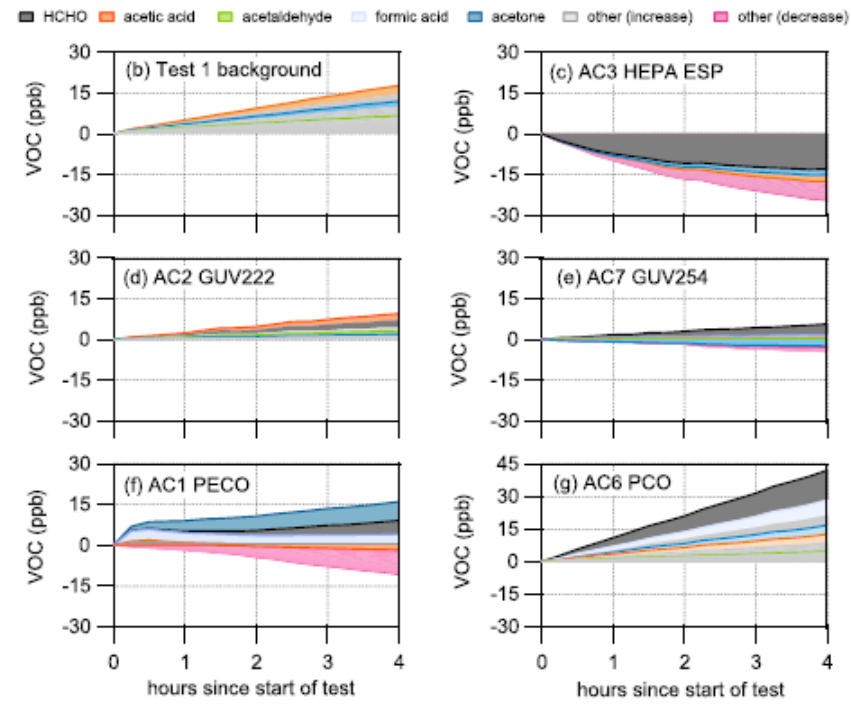 HCHO acetic acid acetaldehyde formic acid acetone other (increase) other (decrease)
(b) Test 1 background
VOC (ppb)
30
15
0
-15
-30
(c) AC3 HEPA ESP
VOC (ppb)
30
15
0
-15
-30
(d) AC2 GUV222
VOC (ppb)
30
15
0
-15
-30
(e) AC7 GUV254
VOC (ppb)
30
15
0
-15
-30
(f) AC1 PECO
VOC (ppb)
30
15
0
-15
-30
0 1 2 3 4
hours since start of test
(g) AC6 PCO
VOC (ppb)
45
30
15
0
-15
-30
0 1 2 3 4
hours since start of test